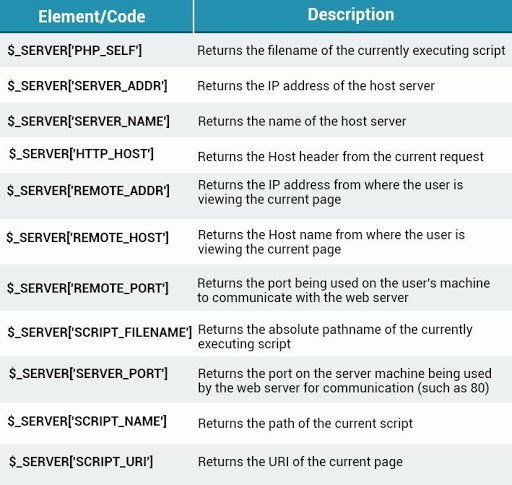 Element/Code Description
$_SERVER['PHP_SELF'] Returns the filename of the currently executing script
$_SERVER['SERVER_ADDR'] Returns the IP address of the host server
$_SERVER['SERVER_NAME'] Returns the name of the host server
$_SERVER['HTTP_HOST'] Returns the Host header from the current request
$_SERVER['REMOTE_ADDR'] Returns the IP address from where the user is
viewing the current page
$_SERVER['REMOTE_HOST'] Returns the Host name from where the user is
viewing the current page
$_SERVER['REMOTE_PORT'] Returns the port being used on the user's machine
to communicate with the web server
$_SERVER['SCRIPT_FILENAME'] Returns the absolute pathname of the currently
executing script
$_SERVER['SERVER_PORT'] Returns the port on the server machine being used
by the web server for communication (such as 80)
$_SERVER['SCRIPT_NAME'] Returns the path of the current script
$_SERVER['SCRIPT_URI'] Returns the URI of the current page